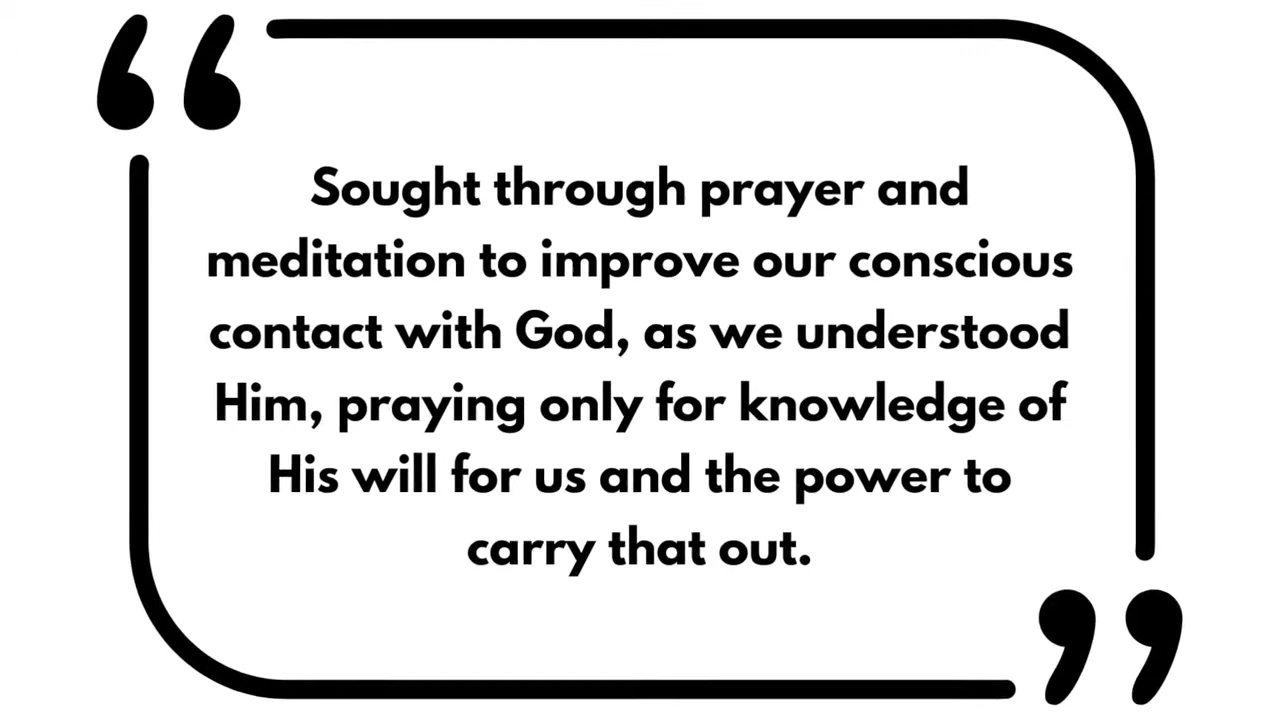 Sought through prayer and
meditation to improve our conscious
contact with God, as we understood
Him, praying only for knowledge of
His will for us and the power to
carry that out.